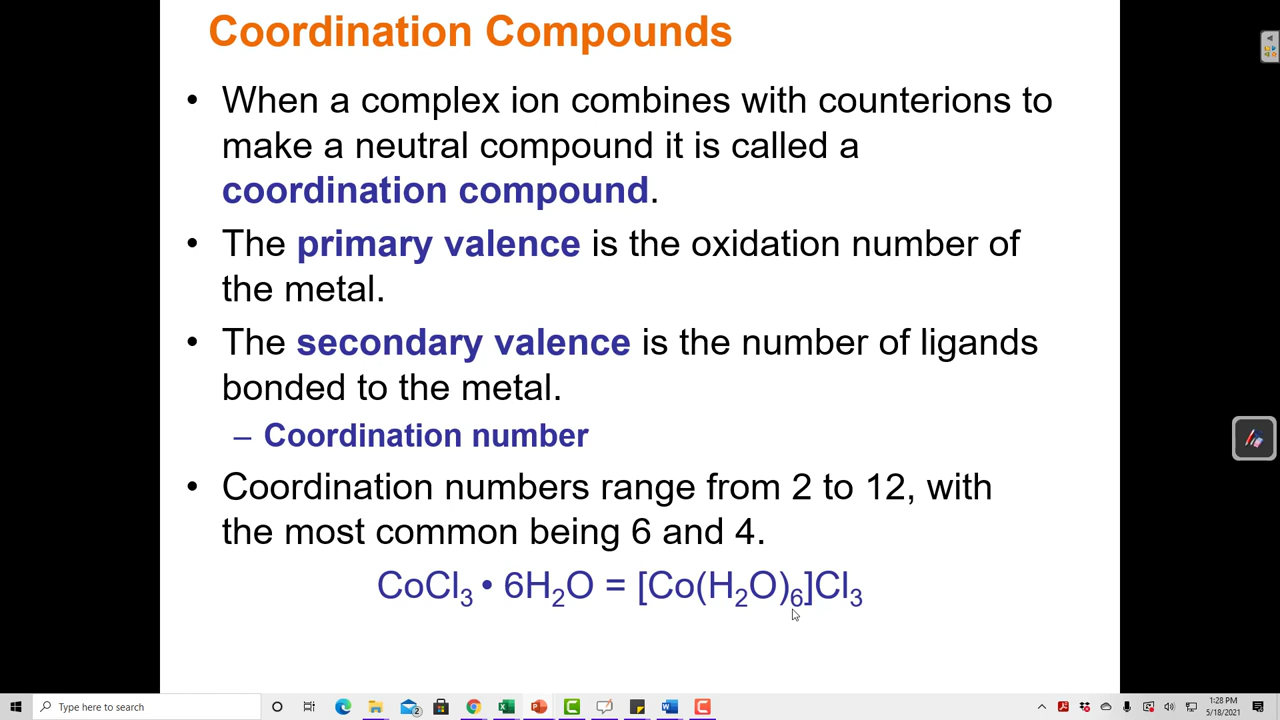 Coordination Compounds
• When a complex ion combines with counterions to
make a neutral compound it is called a
coordination compound.
• The primary valence is the oxidation number of
the metal.
• The secondary valence is the number of ligands
bonded to the metal.
– Coordination number
• Coordination numbers range from 2 to 12, with
the most common being 6 and 4.
CoCl₃ • 6H₂O = [Co(H₂O)₆]Cl₃
Type here to search
2
1:28 PM
5/18/2021